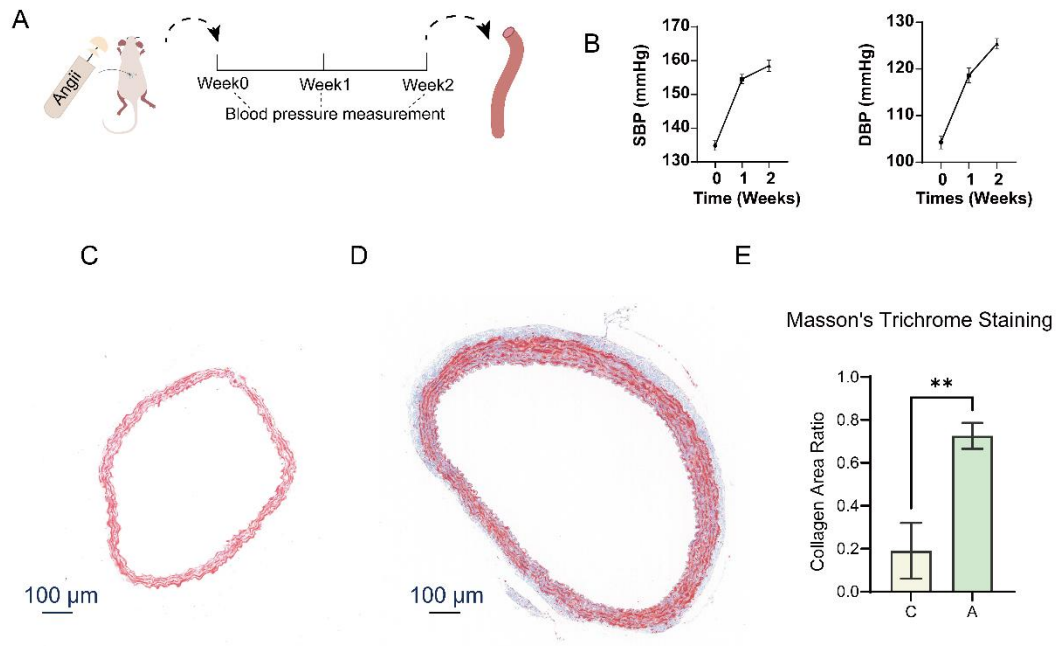 A
Angii
Week0
Week1
Week2
Blood pressure measurement
B
SBP (mmHg)
170
160
150
140
130
0
1
2
Time (Weeks)
DBP (mmHg)
130
120
110
100
0
1
2
Times (Weeks)
C
100 µm
D
100 µm
E
Masson's Trichrome Staining
Collagen Area Ratio
1.0
0.8
0.6
0.4
0.2
0.0
**
C
A